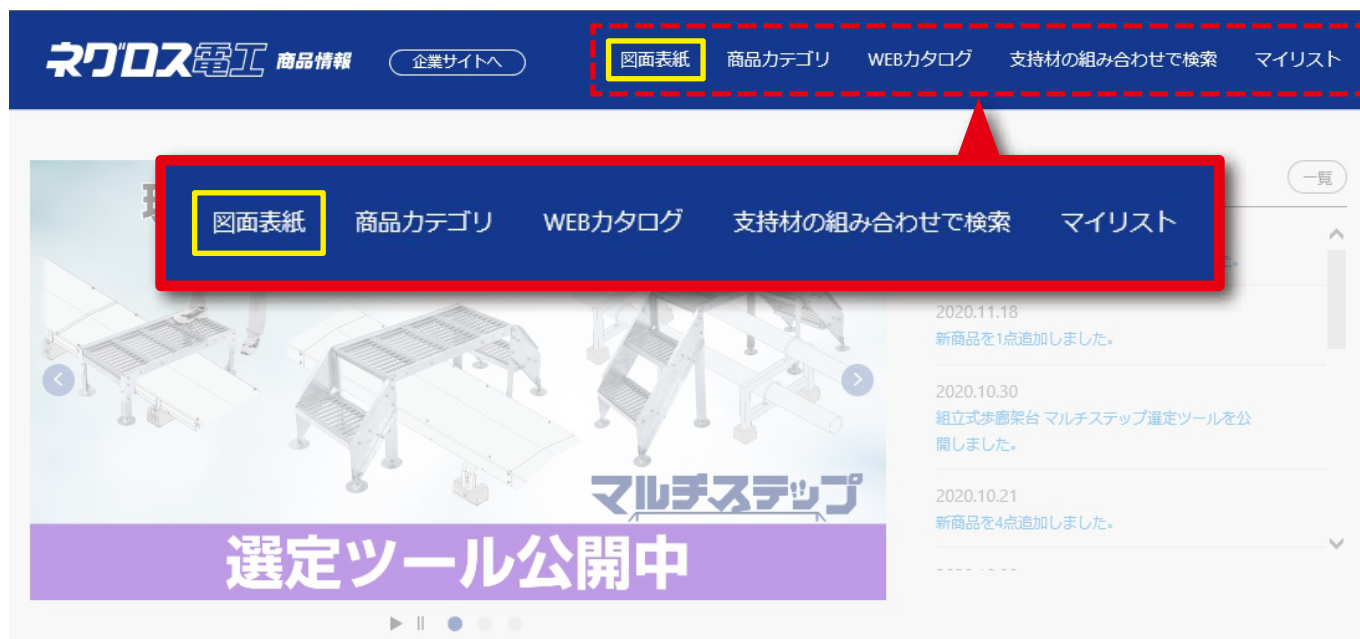 ネグロス電工 商品情報 企業サイトへ 図面表紙 商品カテゴリ WEBカタログ 支持材の組み合わせで検索 マイリスト
一覧
図面表紙 商品カテゴリ WEBカタログ 支持材の組み合わせで検索 マイリスト
2020.11.18
新商品を1点追加しました。
2020.10.30
組立式歩廊架台 マルチステップ選定ツールを公
開しました。
2020.10.21
新商品を4点追加しました。
マルチステップ
選定ツール公開中